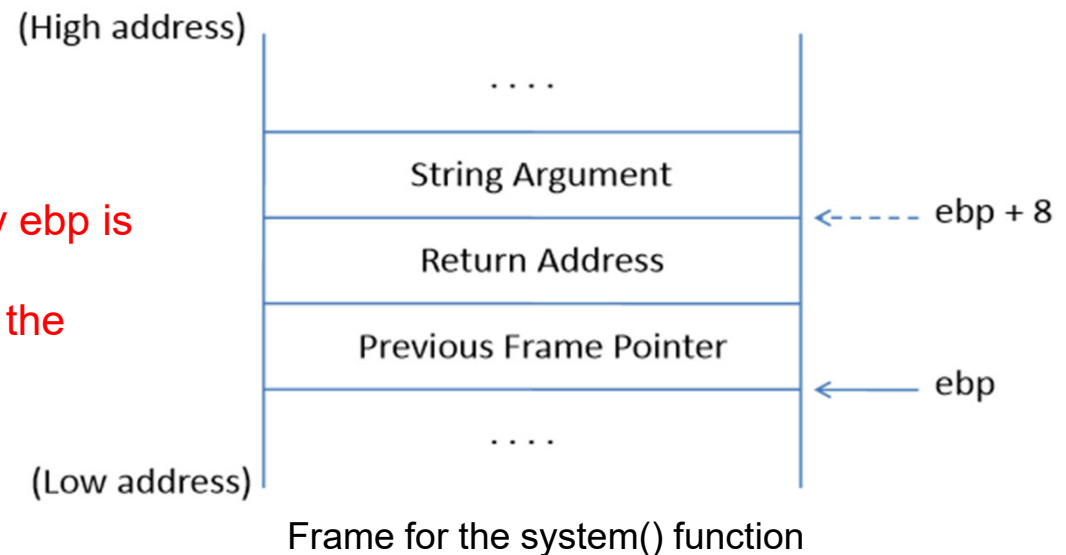 (High address)
. . . .
String Argument
ebp is
ebp + 8
Return Address
the
Previous Frame Pointer
ebp
. . . .
(Low address)
Frame for the system() function